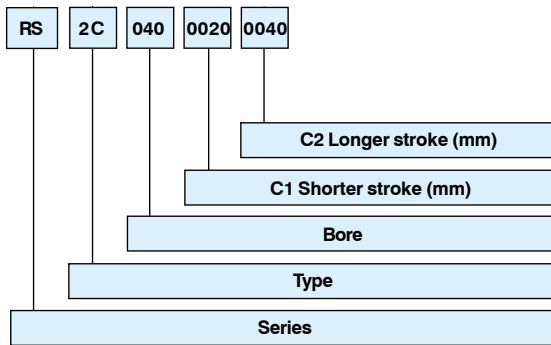 RS 2C 040 0020 0040
C2 Longer stroke (mm)
C1 Shorter stroke (mm)
Bore
Type
Series